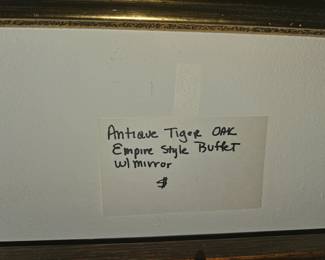 Antique Tiger OAK
Empire Style Buffet
w/mirror
$